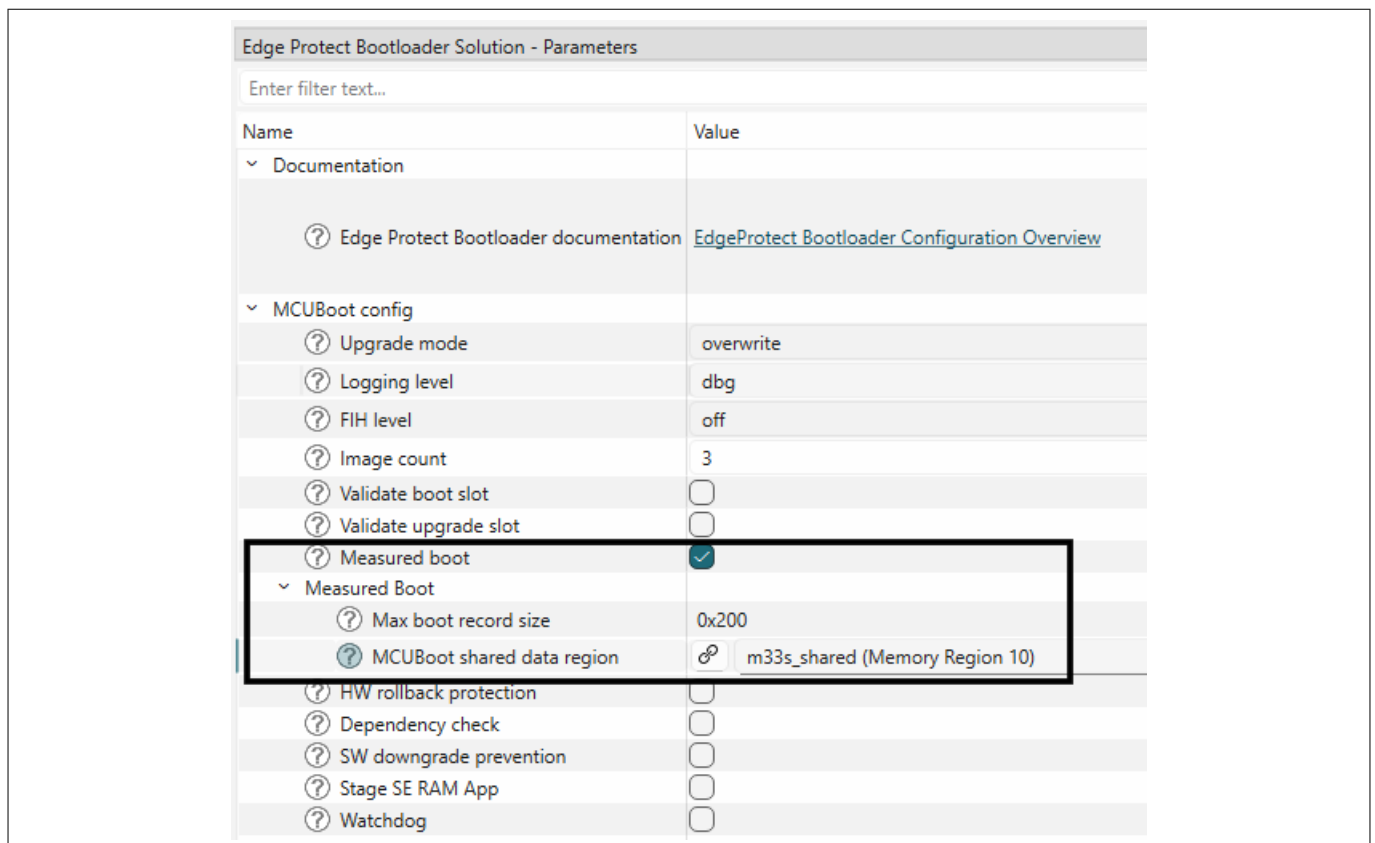 Edge Protect Bootloader Solution - Parameters
Enter filter text...
Name Value
Documentation
Edge Protect Bootloader documentation EdgeProtect Bootloader Configuration Overview
MCUBoot config
Upgrade mode overwrite
Logging level dbg
FIH level off
Image count 3
Validate boot slot
Validate upgrade slot
Measured boot
Measured Boot
Max boot record size 0x200
MCUBoot shared data region m33s_shared (Memory Region 10)
HW rollback protection
Dependency check
SW downgrade prevention
Stage SE RAM App
Watchdog